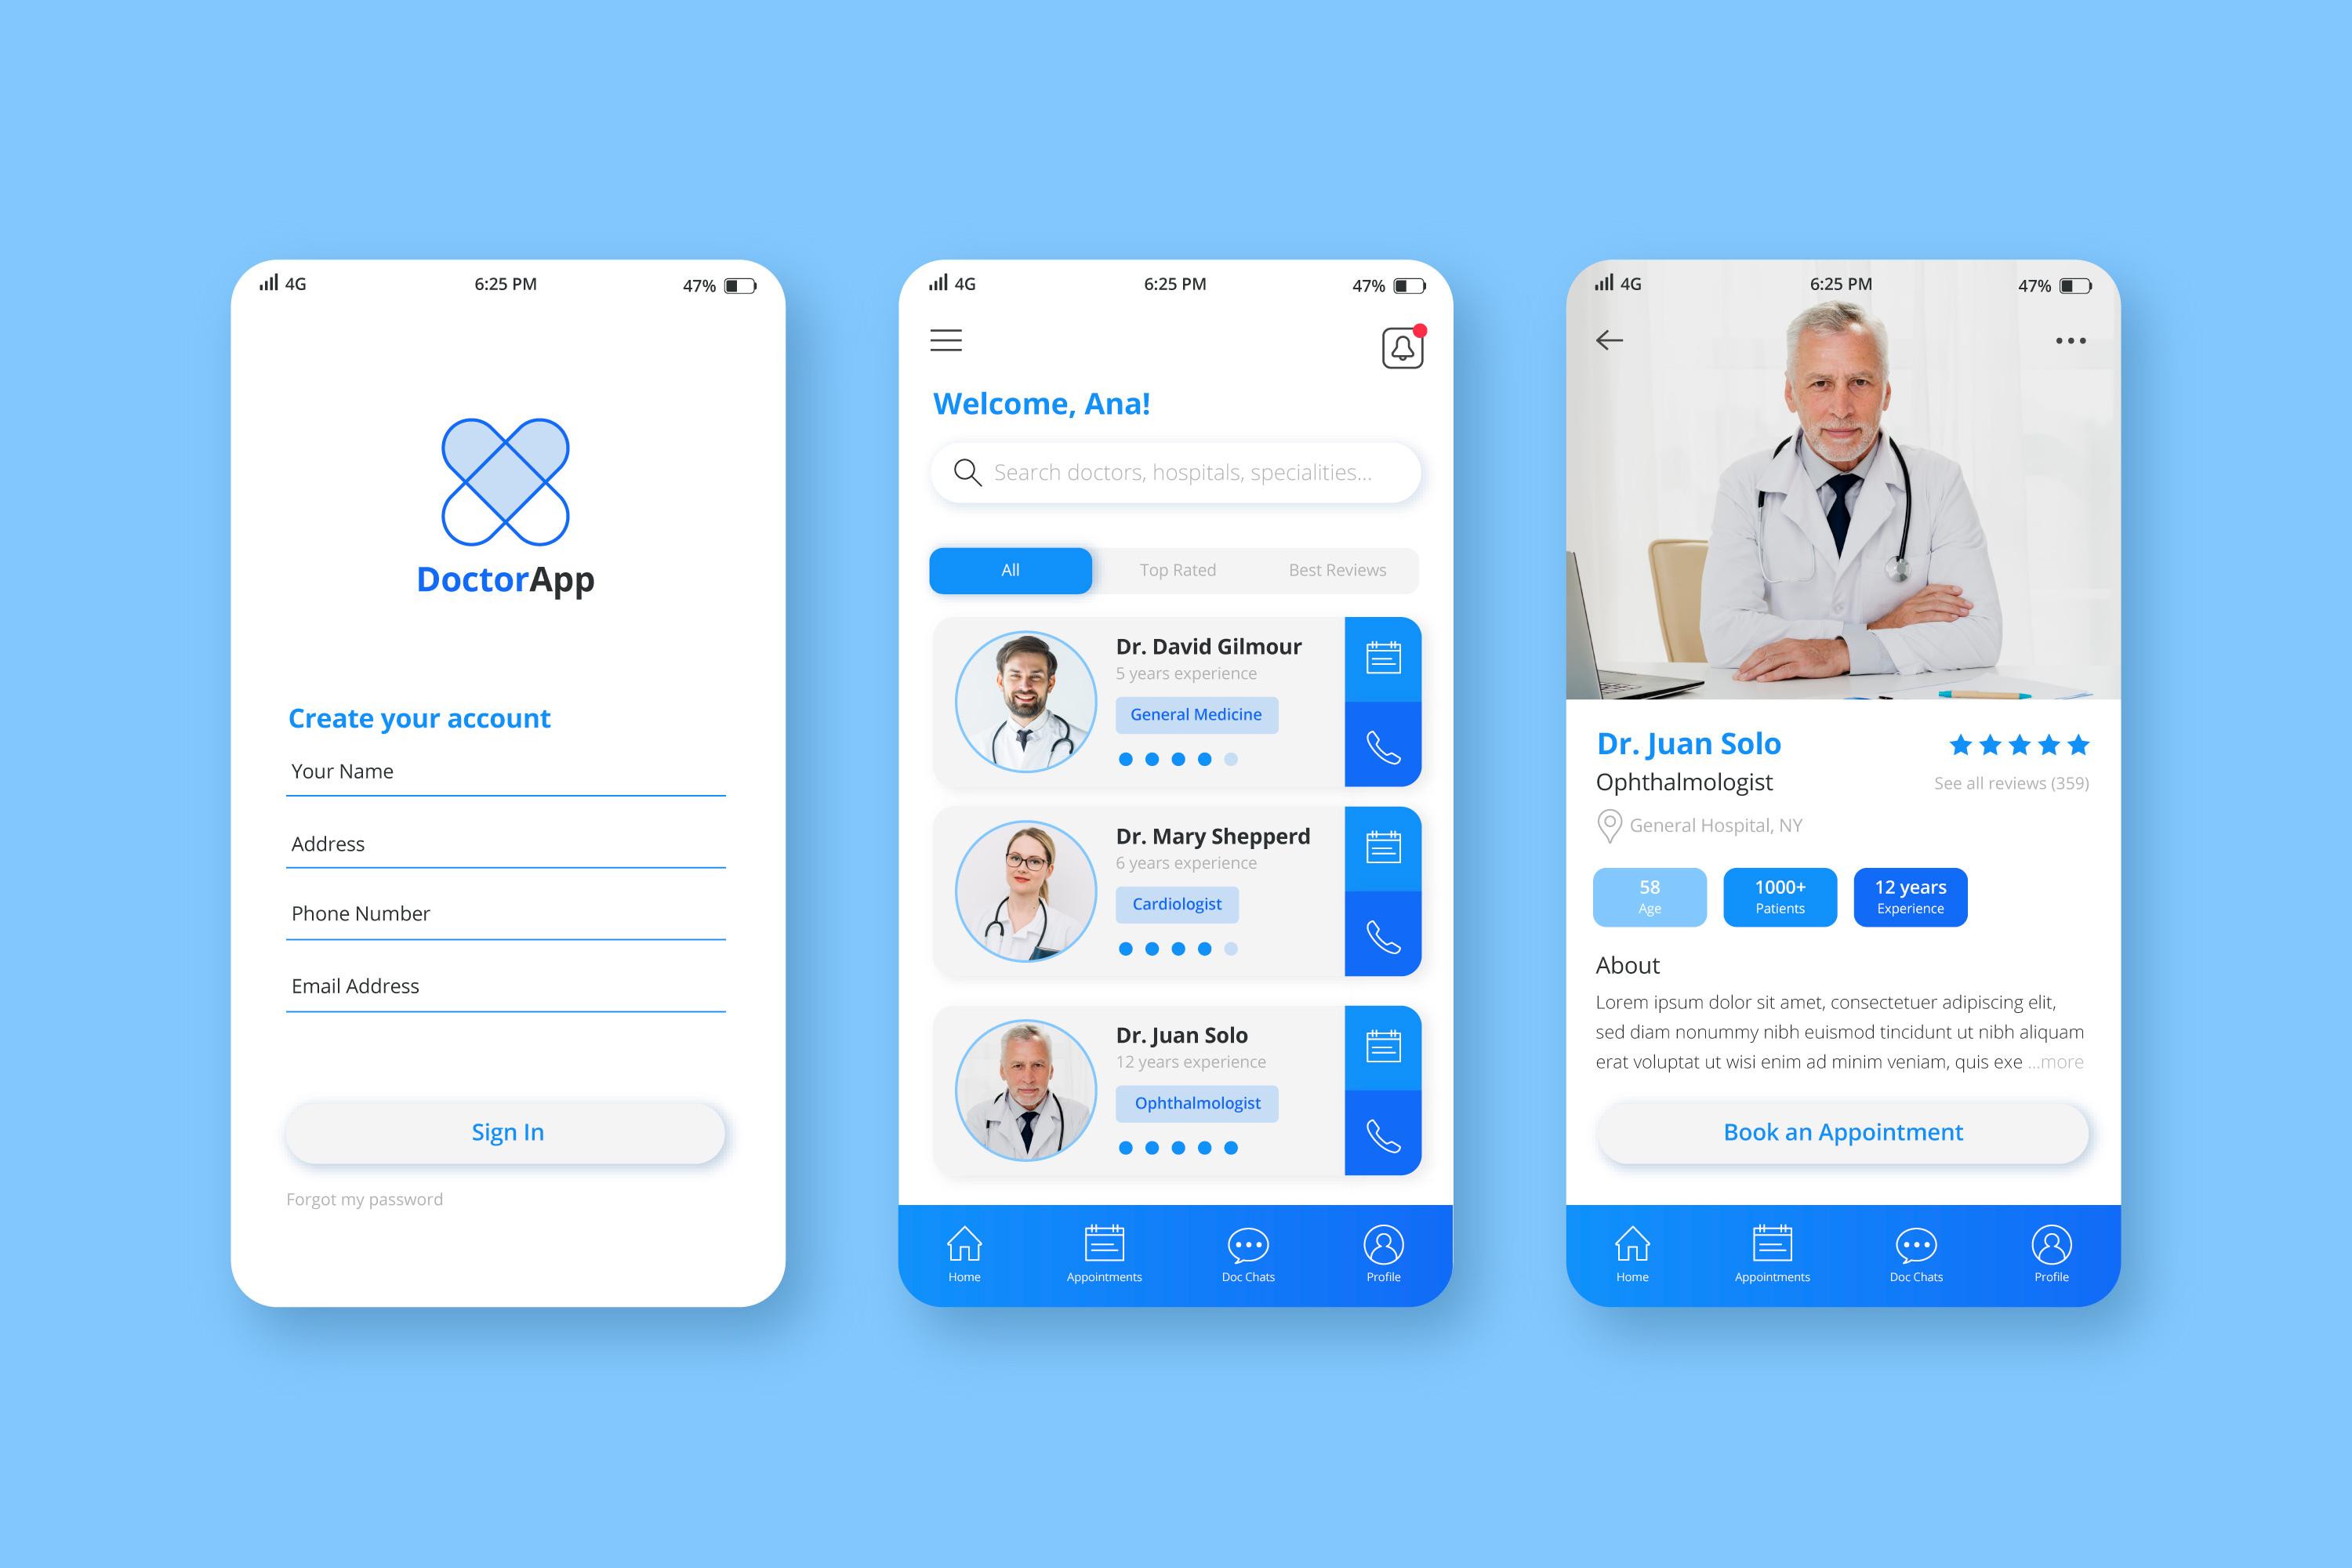 4G 6:25 PM 47%
DoctorApp
Create your account
Your Name
Address
Phone Number
Email Address
Sign In
Forgot my password
4G 6:25 PM 47%
Welcome, Ana!
Search doctors, hospitals, specialities...
All Top Rated Best Reviews
Dr. David Gilmour
5 years experience
General Medicine
Dr. Mary Shepperd
6 years experience
Cardiologist
Dr. Juan Solo
12 years experience
Ophthalmologist
Home Appointments Doc Chats Profile
4G 6:25 PM 47%
Dr. Juan Solo
Ophthalmologist
See all reviews (359)
General Hospital, NY
58 1000+ 12 years
Age Patients Experience
About
Lorem ipsum dolor sit amet, consectetuer adipiscing elit,
sed diam nonummy nibh euismod tincidunt ut nibh aliquam
erat voluptat ut wisi enim ad minim veniam, quis exe ...more
Book an Appointment
Home Appointments Doc Chats Profile